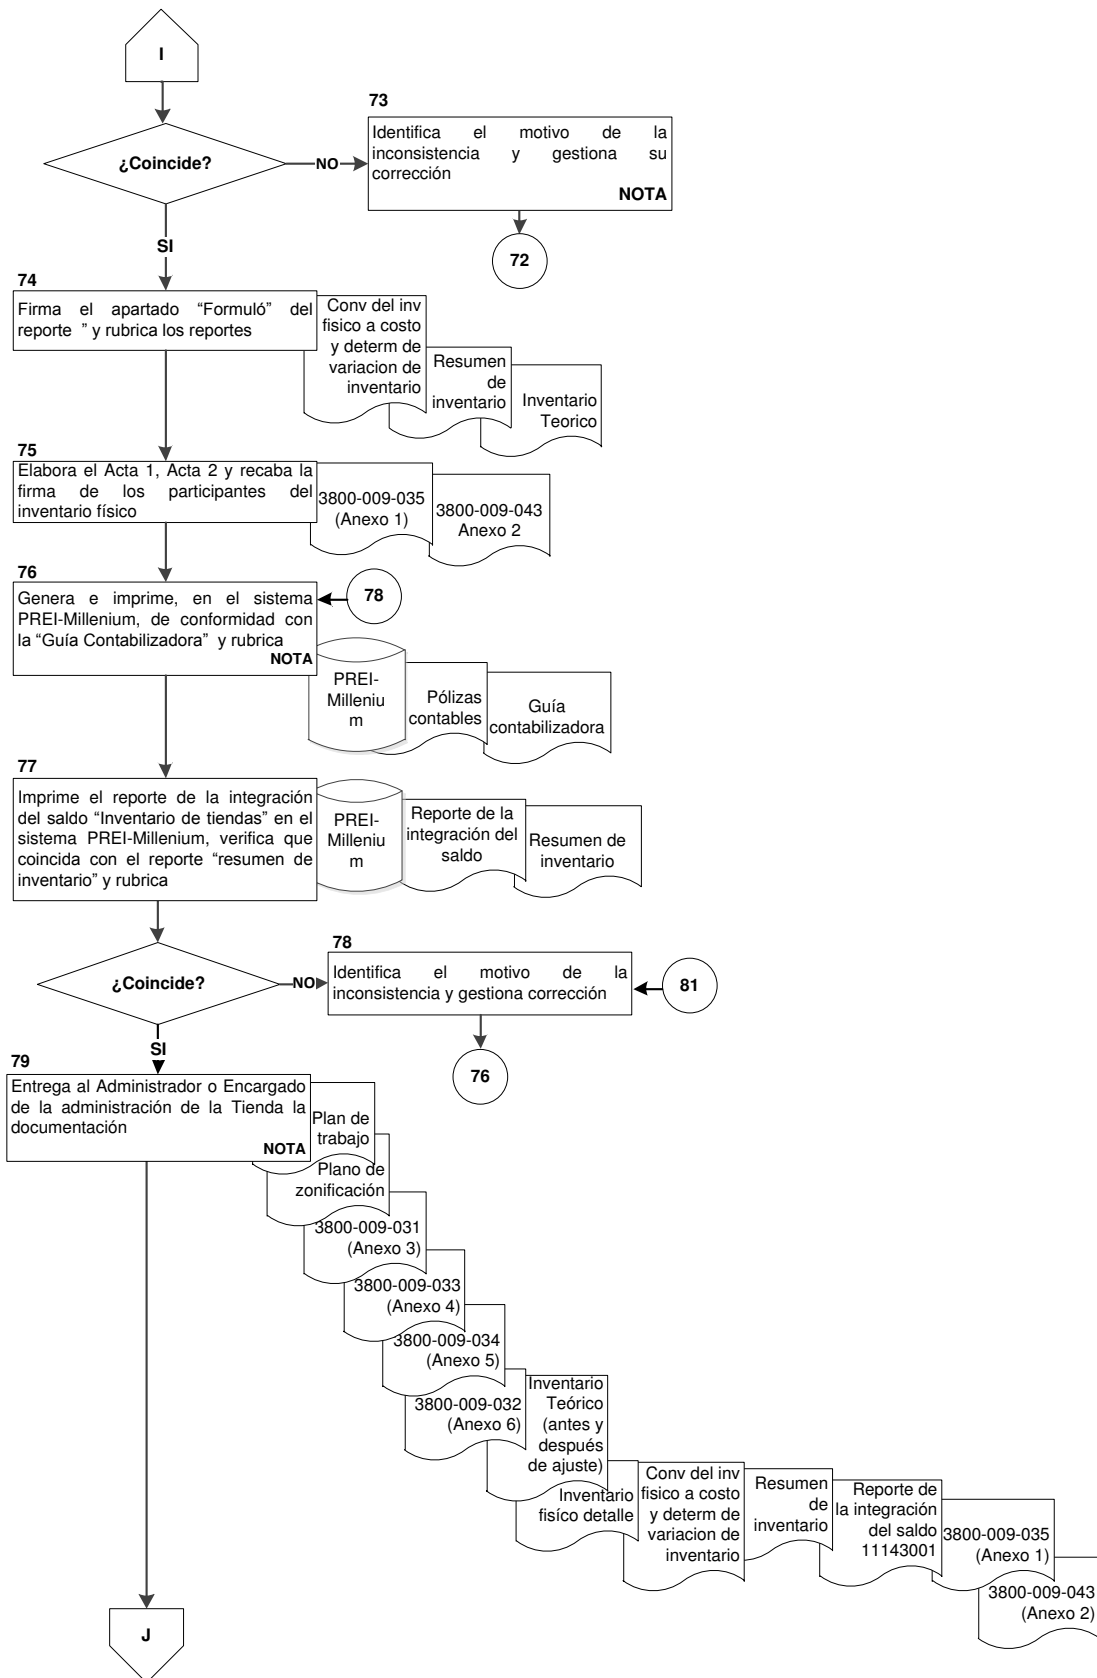 I
¿Coincide?
NO
73
Identifica el motivo de la
inconsistencia y gestiona su
corrección
NOTA
72
SI
74
Firma el apartado “Formuló” del
reporte ” y rubrica los reportes
Conv del inv
fisico a costo
y determ de
variacion de
inventario
Resumen
de
inventario
Inventario
Teorico
75
Elabora el Acta 1, Acta 2 y recaba la
firma de los participantes del
inventario físico
3800-009-035
(Anexo 1)
3800-009-043
Anexo 2
76
Genera e imprime, en el sistema
PREI-Millenium, de conformidad con
la “Guía Contabilizadora” y rubrica
NOTA
78
PREI-
Milleniu
m
Pólizas
contables
Guía
contabilizadora
77
Imprime el reporte de la integración
del saldo “Inventario de tiendas” en el
sistema PREI-Millenium, verifica que
coincida con el reporte “resumen de
inventario” y rubrica
PREI-
Milleniu
m
Reporte de la
integración del
saldo
Resumen de
inventario
¿Coincide?
NO
78
Identifica el motivo de la
inconsistencia y gestiona corrección
81
76
SI
79
Entrega al Administrador o Encargado
de la administración de la Tienda la
documentación
NOTA
Plan de
trabajo
Plano de
zonificación
3800-009-031
(Anexo 3)
3800-009-033
(Anexo 4)
3800-009-034
(Anexo 5)
3800-009-032
(Anexo 6)
Inventario
Teórico
(antes y
después
de ajuste)
Inventario
fisíco detalle
Conv del inv
fisico a costo
y determ de
variacion de
inventario
Resumen
de
inventario
Reporte de
la integración
del saldo
11143001
3800-009-035
(Anexo 1)
3800-009-043
(Anexo 2)
J